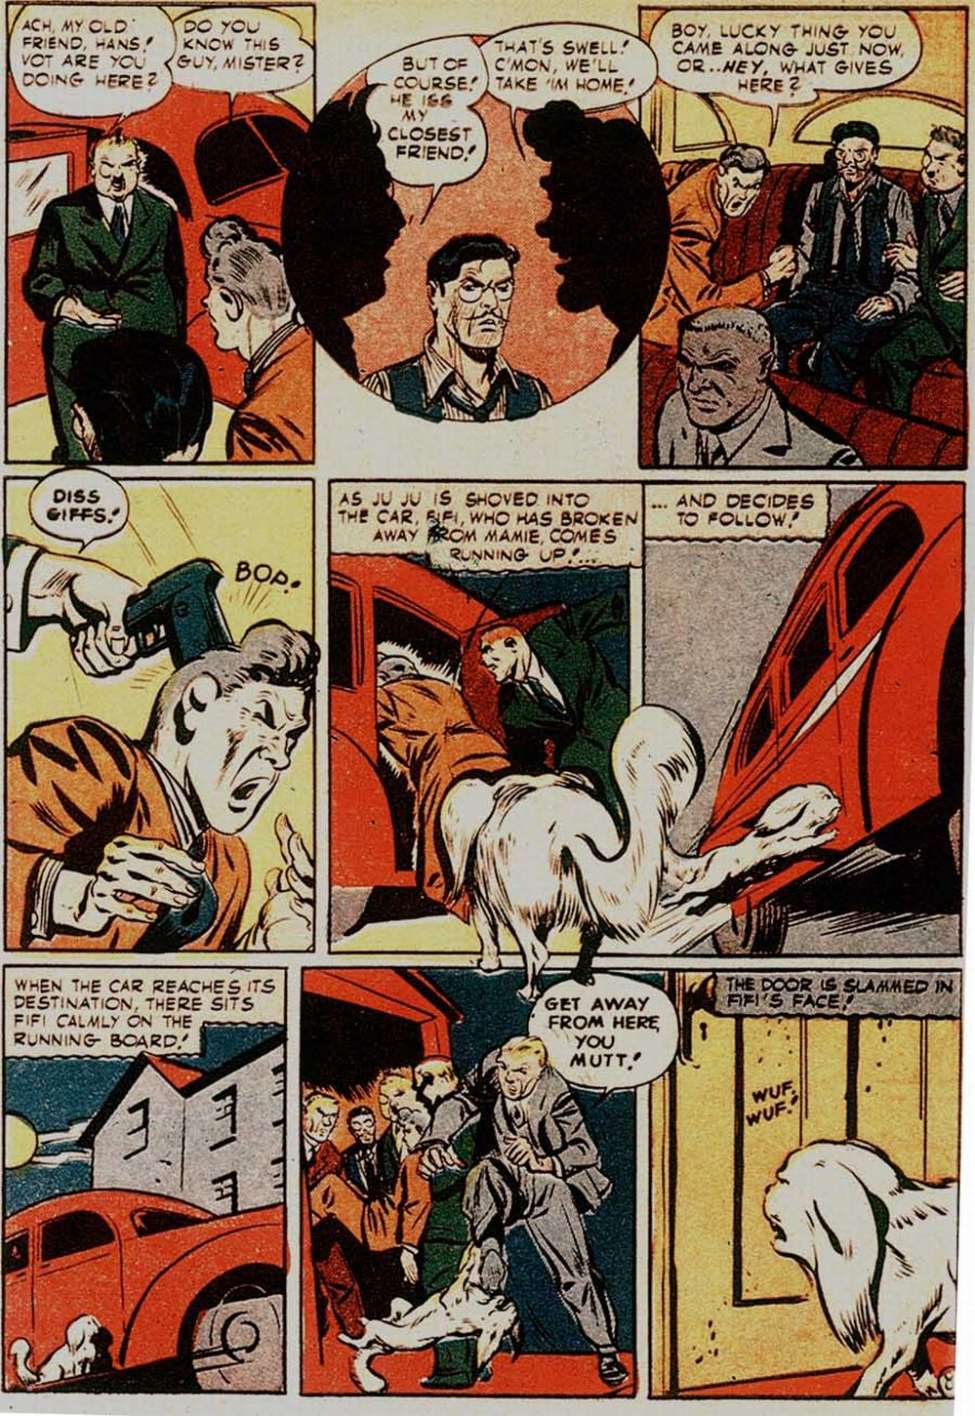 ACH, MY OLD
FRIEND, HANS!
VOT ARE YOU
DOING HERE?
DO YOU
KNOW THIS
GUY, MISTER?
BUT OF
COURSE!
HE ISS
MY
CLOSEST
FRIEND!
THAT'S SWELL!
C'MON, WE'LL
TAKE 'IM HOME!
BOY, LUCKY THING YOU
CAME ALONG JUST NOW,
OR..HEY, WHAT GIVES
HERE?
DISS
GIFFS!
BOP!
AS JU JU IS SHOVED INTO
THE CAR, FIFI, WHO HAS BROKEN
AWAY FROM MAMIE, COMES
RUNNING UP!...
... AND DECIDES
TO FOLLOW!
WHEN THE CAR REACHES ITS
DESTINATION, THERE SITS
FIFI CALMLY ON THE
RUNNING BOARD!
GET AWAY
FROM HERE,
YOU
MUTT!
THE DOOR IS SLAMMED IN
FIFI'S FACE!
WUF,
WUF!
8